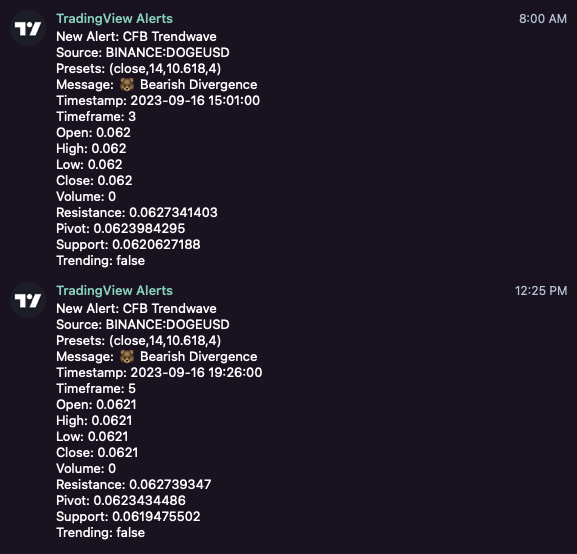 TradingView Alerts 8:00 AM
New Alert: CFB Trendwave
Source: BINANCE:DOGEUSD
Presets: (close,14,10.618,4)
Message: 🐻 Bearish Divergence
Timestamp: 2023-09-16 15:01:00
Timeframe: 3
Open: 0.062
High: 0.062
Low: 0.062
Close: 0.062
Volume: 0
Resistance: 0.0627341403
Pivot: 0.0623984295
Support: 0.0620627188
Trending: false
TradingView Alerts 12:25 PM
New Alert: CFB Trendwave
Source: BINANCE:DOGEUSD
Presets: (close,14,10.618,4)
Message: 🐻 Bearish Divergence
Timestamp: 2023-09-16 19:26:00
Timeframe: 5
Open: 0.0621
High: 0.0621
Low: 0.0621
Close: 0.0621
Volume: 0
Resistance: 0.062739347
Pivot: 0.0623434486
Support: 0.0619475502
Trending: false